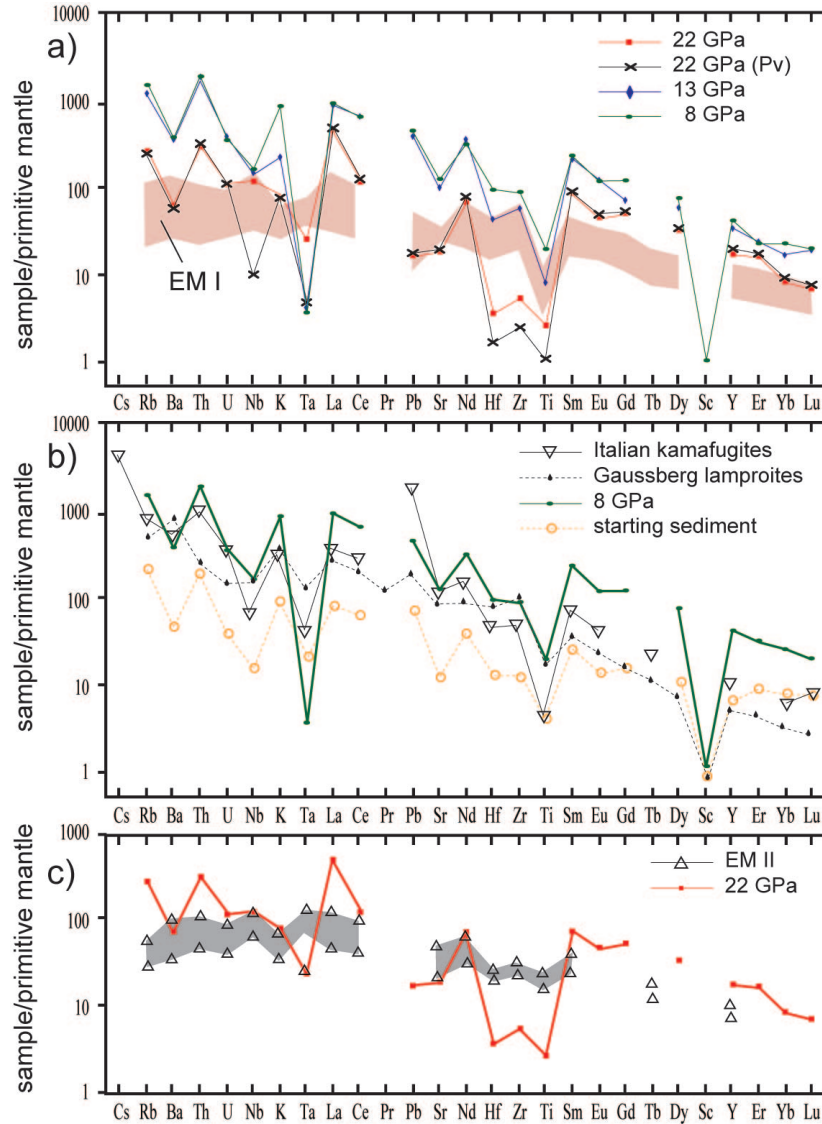 a)
10000
1000
100
10
1
sample/primitive mantle
22 GPa
22 GPa (Pv)
13 GPa
8 GPa
EM I
Cs Rb Ba Th U Nb K Ta La Ce Pr Pb Sr Nd Hf Zr Ti Sm Eu Gd Tb Dy Sc Y Er Yb Lu
b)
10000
1000
100
10
1
sample/primitive mantle
Italian kamafugites
Gaussberg lamproites
8 GPa
starting sediment
Cs Rb Ba Th U Nb K Ta La Ce Pr Pb Sr Nd Hf Zr Ti Sm Eu Gd Tb Dy Sc Y Er Yb Lu
c)
1000
100
10
1
sample/primitive mantle
EM II
22 GPa
Cs Rb Ba Th U Nb K Ta La Ce Pr Pb Sr Nd Hf Zr Ti Sm Eu Gd Tb Dy Sc Y Er Yb Lu